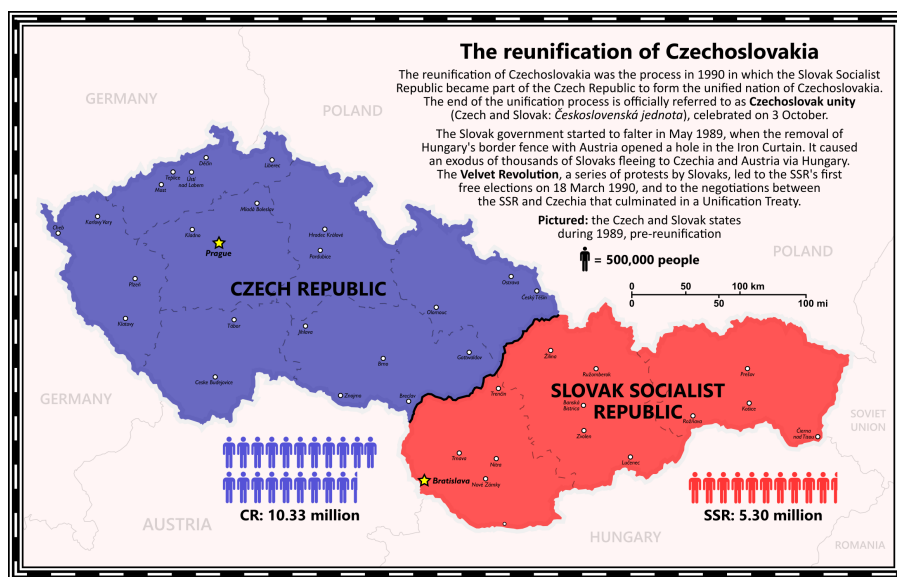 The reunification of Czechoslovakia
The reunification of Czechoslovakia was the process in 1990 in which the Slovak Socialist
Republic became part of the Czech Republic to form the unified nation of Czechoslovakia.
The end of the unification process is officially referred to as Czechoslovak unity
(Czech and Slovak: Československá jednota), celebrated on 3 October.
The Slovak government started to falter in May 1989, when the removal of
Hungary's border fence with Austria opened a hole in the Iron Curtain. It caused
an exodus of thousands of Slovaks fleeing to Czechia and Austria via Hungary.
The Velvet Revolution, a series of protests by Slovaks, led to the SSR's first
free elections on 18 March 1990, and to the negotiations between
the SSR and Czechia that culminated in a Unification Treaty.
Pictured: the Czech and Slovak states
during 1989, pre-reunification
= 500,000 people
0 50 100 km
0 50 100 mi
GERMANY
POLAND
POLAND
GERMANY
AUSTRIA
HUNGARY
SOVIET
UNION
ROMANIA
CZECH REPUBLIC
Děčín
Teplice
Ústí
nad Labem
Most
Liberec
Karlovy Vary
Cheb
Mladá Boleslav
Kladno
Prague
Hradec Králové
Pardubice
Plzeň
Klatovy
Tábor
Jihlava
České Budějovice
Znojmo
Brno
Břeclav
Olomouc
Ostrava
Český Těšín
Gottwaldov
SLOVAK SOCIALIST
REPUBLIC
Žilina
Ružomberok
Trenčín
Banská
Bistrica
Zvolen
Prešov
Košice
Rožňava
Čierna
nad Tisou
Lučenec
Trnava
Nitra
Nové Zámky
Bratislava
CR: 10.33 million
SSR: 5.30 million